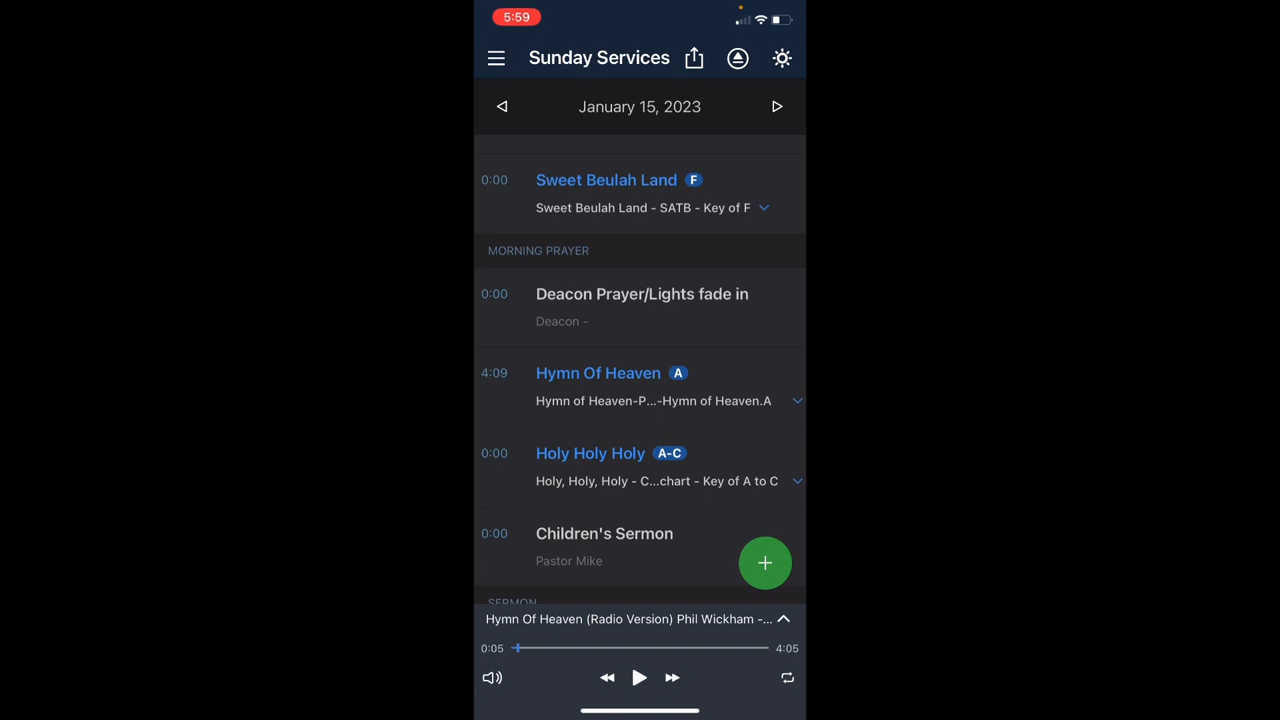 5:59
Sunday Services
January 15, 2023
0:00 Sweet Beulah Land F
Sweet Beulah Land - SATB - Key of F
MORNING PRAYER
0:00 Deacon Prayer/Lights fade in
Deacon -
4:09 Hymn Of Heaven A
Hymn of Heaven-P...-Hymn of Heaven.A
0:00 Holy Holy Holy A-C
Holy, Holy, Holy - C...chart - Key of A to C
0:00 Children's Sermon
Pastor Mike
SERMON
Hymn Of Heaven (Radio Version) Phil Wickham -...
0:05 4:05